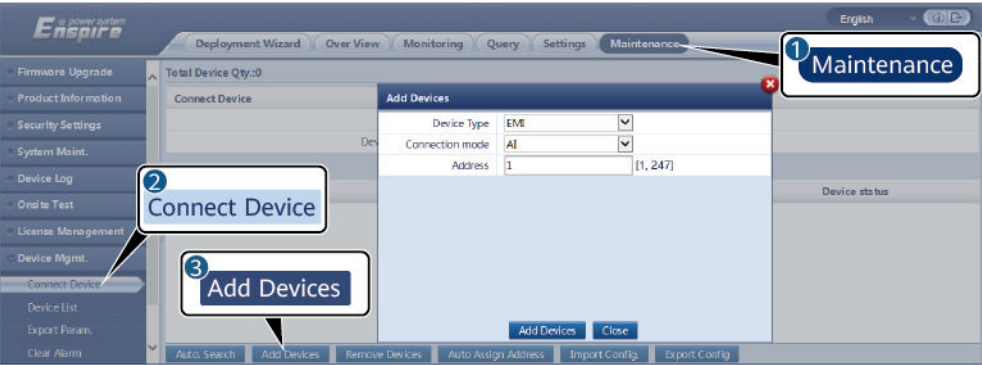 e power system
Enspire
English
Deployment Wizard
Over View
Monitoring
Query
Settings
Maintenance
1
Maintenance
Firmware Upgrade
Product Information
Security Settings
System Maint.
Device Log
Onsite Test
License Management
Device Mgmt.
Connect Device
Device List
Export Param.
Clear Alarm
Total Device Qty.:0
Connect Device
Dev
Device status
2
Connect Device
3
Add Devices
Add Devices
Device Type EMI
Connection mode AI
Address 1 [1, 247]
Add Devices
Close
Auto. Search
Add Devices
Remove Devices
Auto Assign Address
Import Config.
Export Config